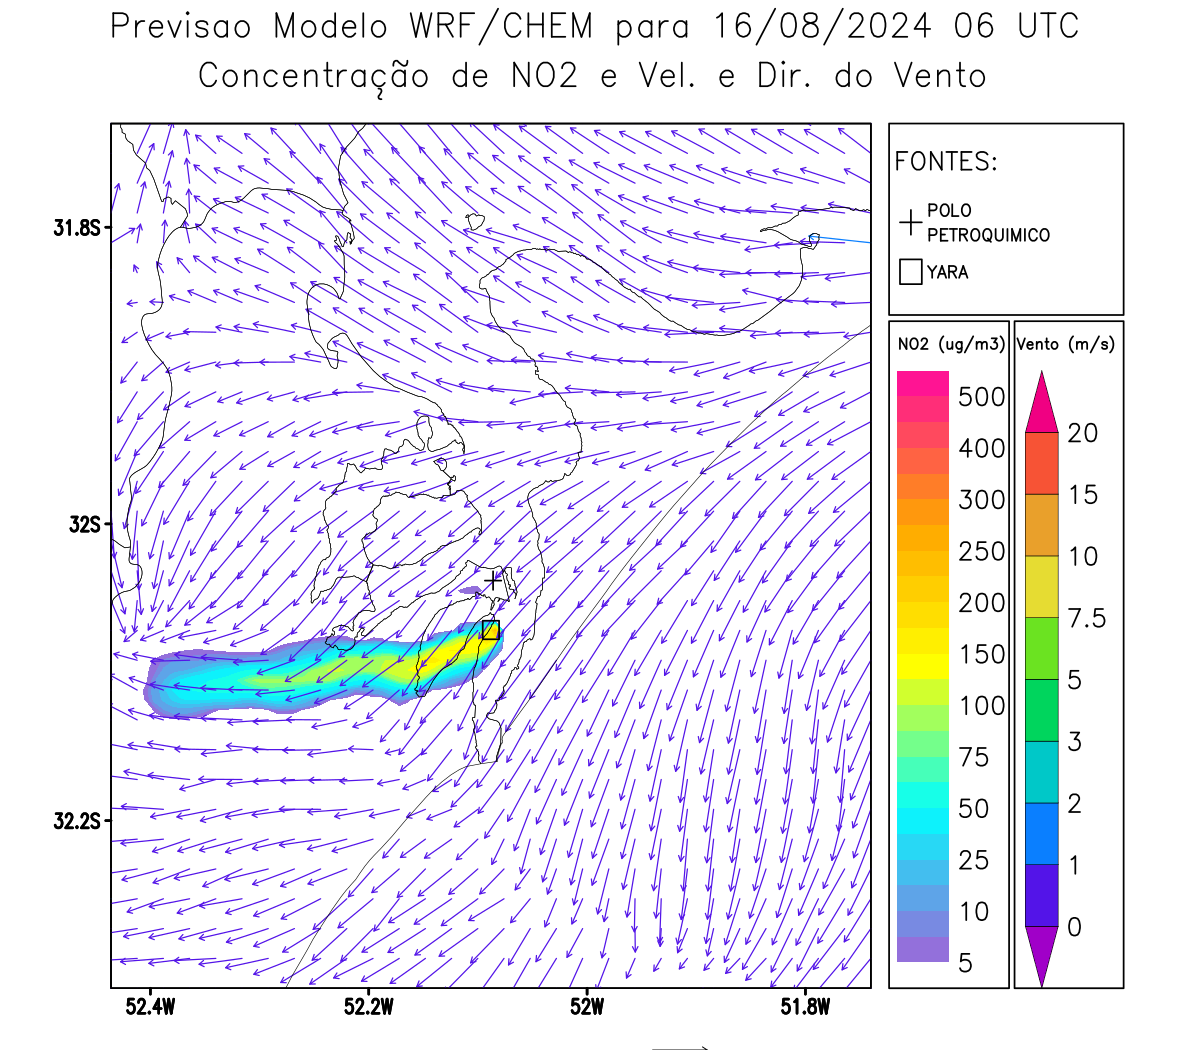 Previsao Modelo WRF/CHEM para 16/08/2024 06 UTC
Concentração de NO2 e Vel. e Dir. do Vento
FONTES:
POLO
PETROQUIMICO
YARA
NO2 (ug/m3)
500
400
300
250
200
150
100
75
50
25
10
5
Vento (m/s)
20
15
10
7.5
5
3
2
1
0
31.8S
32S
32.2S
52.4W
52.2W
52W
51.8W